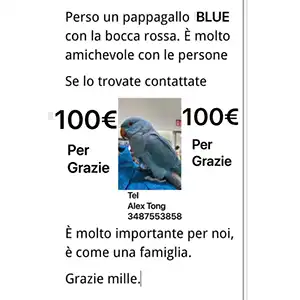 Perso un pappagallo BLUE
con la bocca rossa. È molto
amichevole con le persone
Se lo trovate contattate
100€
Per
Grazie
100€
Per
Grazie
Tel
Alex Tong
3487553858
È molto importante per noi,
è come una famiglia.
Grazie mille.